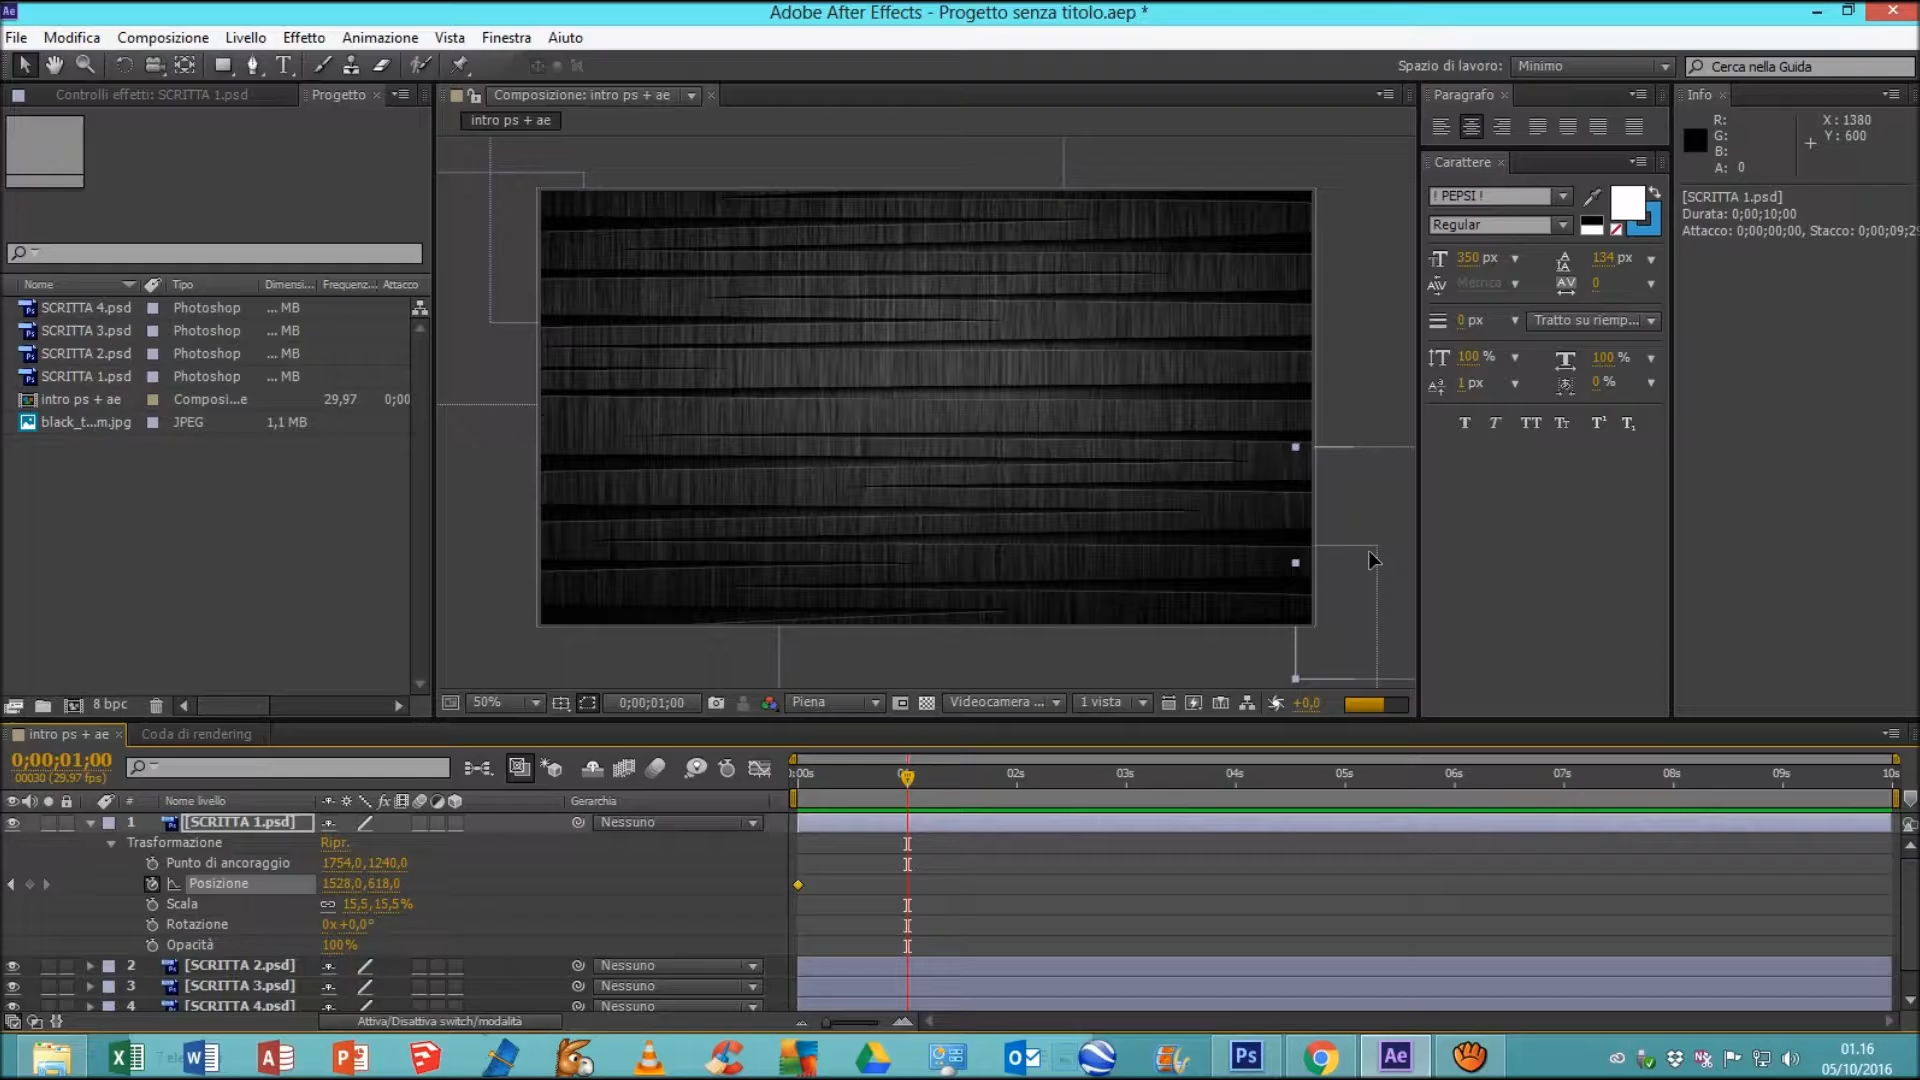 Ae
Adobe After Effects - Progetto senza titolo.aep *
File Modifica Composizione Livello Effetto Animazione Vista Finestra Aiuto
T
Spazio di lavoro: Minimo
Cerca nella Guida
Controlli effetti: SCRITTA 1.psd
Progetto
Composizione: intro ps + ae
intro ps + ae
Paragrafo
Info
R:
G:
B:
A: 0
X : 1380
Y : 600
[SCRITTA 1.psd]
Durata: 0;00;10;00
Attacco: 0;00;00;00, Stacco: 0;00;09;2
Carattere
! PEPSI !
Regular
350 px
134 px
Metrica
0
0 px
Tratto su riemp...
100 %
100 %
1 px
0 %
T T TT Tt T¹ T₁
Nome Tipo Dimensi... Frequenz... Attacco
SCRITTA 4.psd Photoshop ... MB
SCRITTA 3.psd Photoshop ... MB
SCRITTA 2.psd Photoshop ... MB
SCRITTA 1.psd Photoshop ... MB
intro ps + ae Composi...e 29,97 0;00
black_t...m.jpg JPEG 1,1 MB
8 bpc
50%
0;00;01;00
Piena
Videocamera ...
1 vista
+0,0
intro ps + ae
Coda di rendering
0;00;01;00
00030 (29.97 fps)
:00s 02s 03s 04s 05s 06s 07s 08s 09s 10s
# Nome livello
Gerarchia
1 [SCRITTA 1.psd] Nessuno
Trasformazione Ripr.
Punto di ancoraggio 1754,0,1240,0
Posizione 1528,0,618,0
Scala 15,5,15,5%
Rotazione 0x+0,0°
Opacità 100%
2 [SCRITTA 2.psd] Nessuno
3 [SCRITTA 3.psd] Nessuno
4 [SCRITTA 4.psd] Nessuno
Attiva/Disattiva switch/modalità
Ps
Ae
01.16
05/10/2016